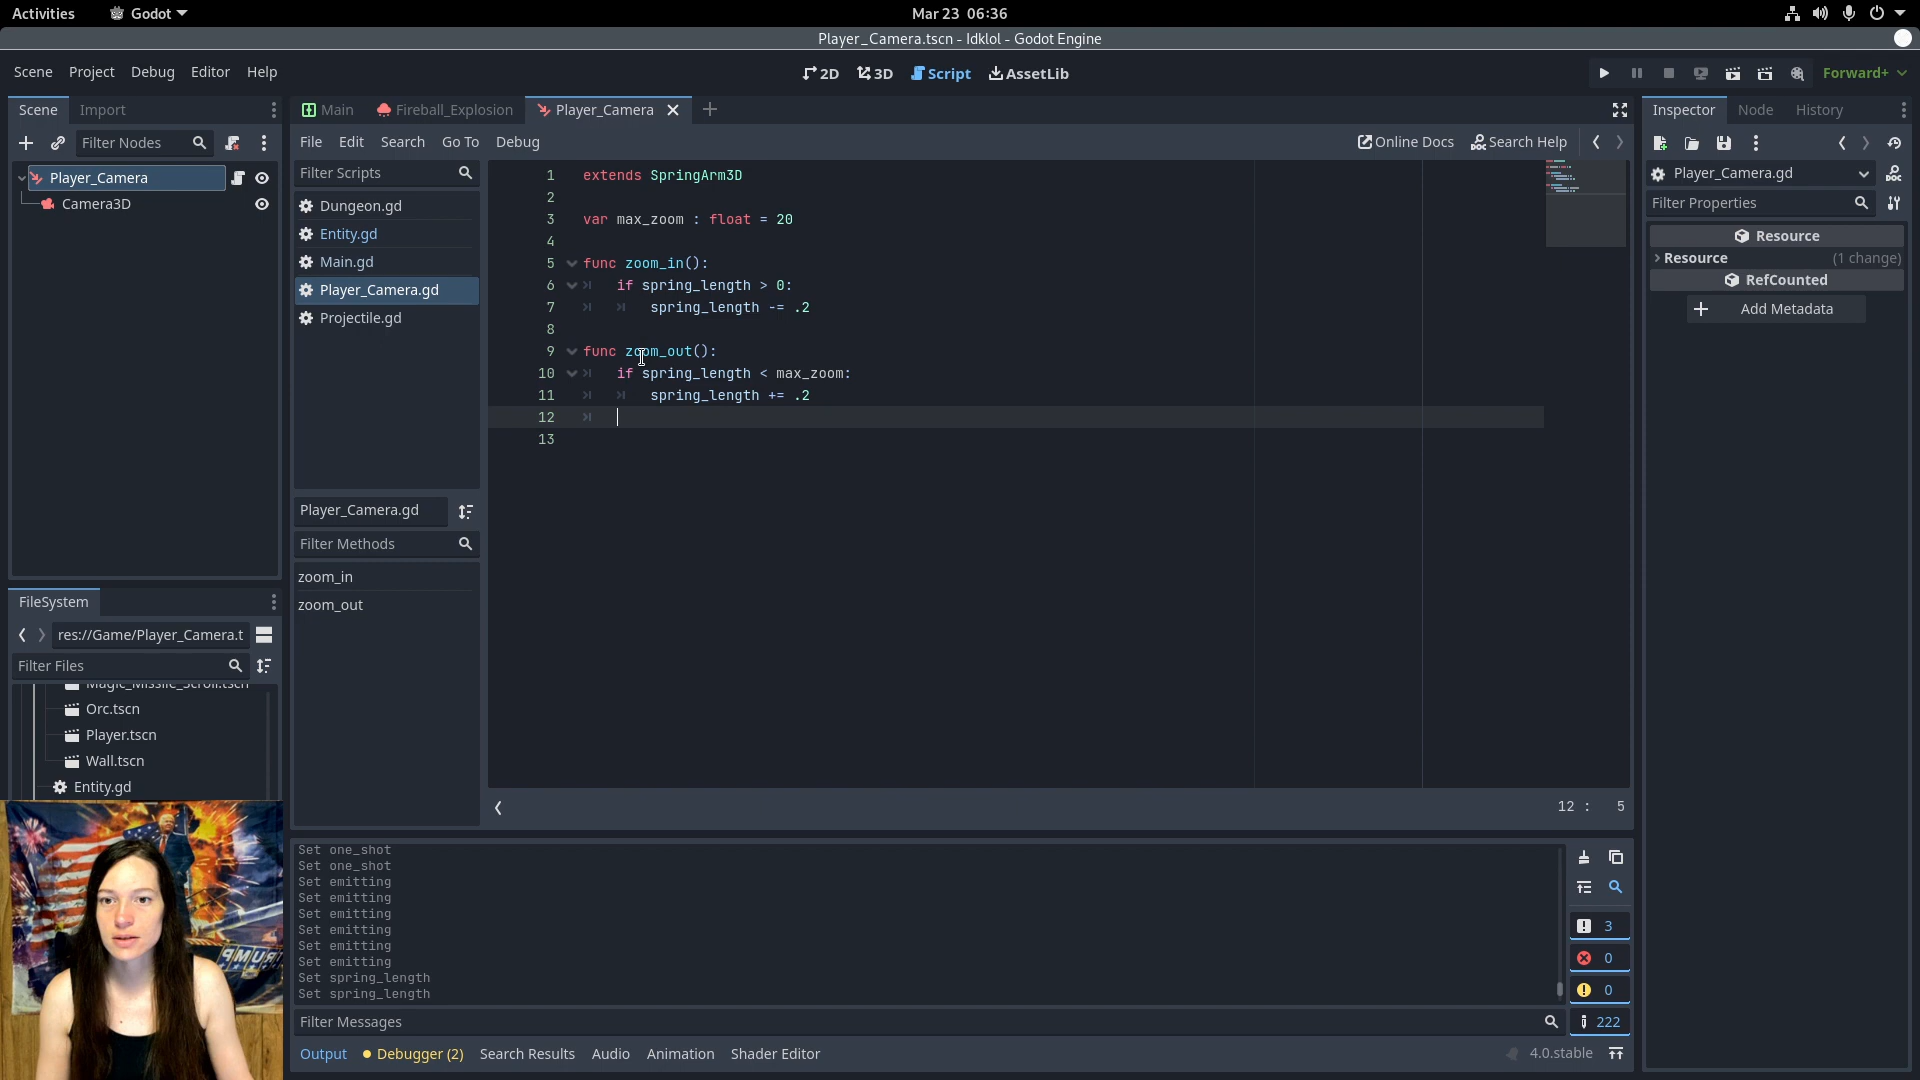 Activities Godot Mar 23 06:36
Player_Camera.tscn - Idklol - Godot Engine
Scene Project Debug Editor Help 2D 3D Script AssetLib Forward+
Scene Import
Filter Nodes
Player_Camera
Camera3D
FileSystem
res://Game/Player_Camera.t
Filter Files
Magic_Missile_Scroll.tscn
Orc.tscn
Player.tscn
Wall.tscn
Entity.gd
Main Fireball_Explosion Player_Camera
File Edit Search Go To Debug Online Docs Search Help
Filter Scripts
Dungeon.gd
Entity.gd
Main.gd
Player_Camera.gd
Projectile.gd
Player_Camera.gd
Filter Methods
zoom_in
zoom_out
1 extends SpringArm3D
2
3 var max_zoom : float = 20
4
5 func zoom_in():
6 if spring_length > 0:
7 spring_length -= .2
8
9 func zoom_out():
10 if spring_length < max_zoom:
11 spring_length += .2
12
13
12 : 5
Set one_shot
Set one_shot
Set emitting
Set emitting
Set emitting
Set emitting
Set emitting
Set emitting
Set spring_length
Set spring_length
3
0
0
222
Filter Messages
Output Debugger (2) Search Results Audio Animation Shader Editor 4.0.stable
Inspector Node History
Player_Camera.gd
Filter Properties
Resource
Resource (1 change)
RefCounted
Add Metadata
TRUMP